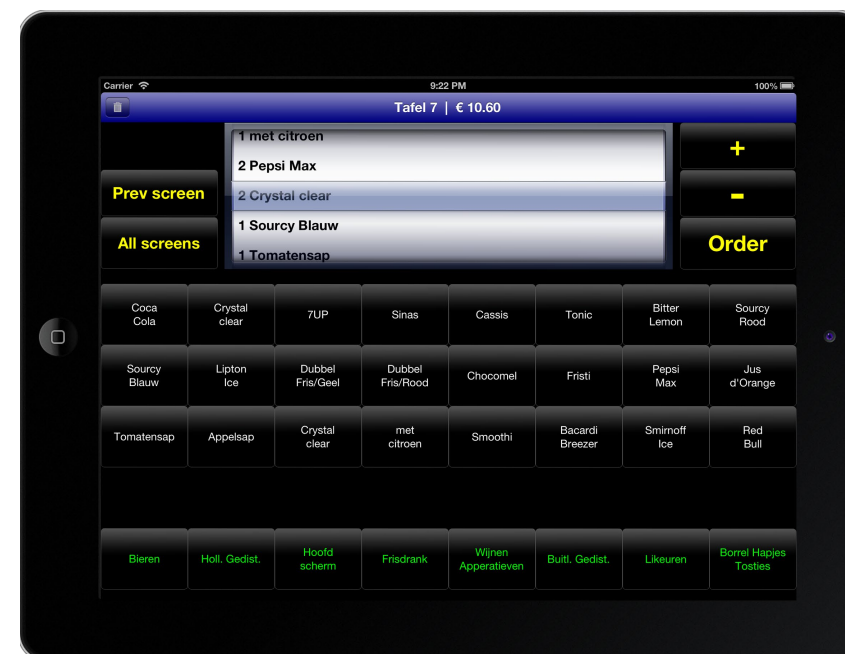 Carrier 9:22 PM 100%
Tafel 7 | € 10.60
1 met citroen
2 Pepsi Max
2 Crystal clear
1 Sourcy Blauw
1 Tomatensap
Prev screen
All screens
+
-
Order
Coca Cola
Crystal clear
7UP
Sinas
Cassis
Tonic
Bitter Lemon
Sourcy Rood
Sourcy Blauw
Lipton Ice
Dubbel Fris/Geel
Dubbel Fris/Rood
Chocomel
Fristi
Pepsi Max
Jus d'Orange
Tomatensap
Appelsap
Crystal clear
met citroen
Smoothi
Bacardi Breezer
Smirnoff Ice
Red Bull
Bieren
Holl. Gedist.
Hoofd scherm
Frisdrank
Wijnen Apperatieven
Buitl. Gedist.
Likeuren
Borrel Hapjes Tosties